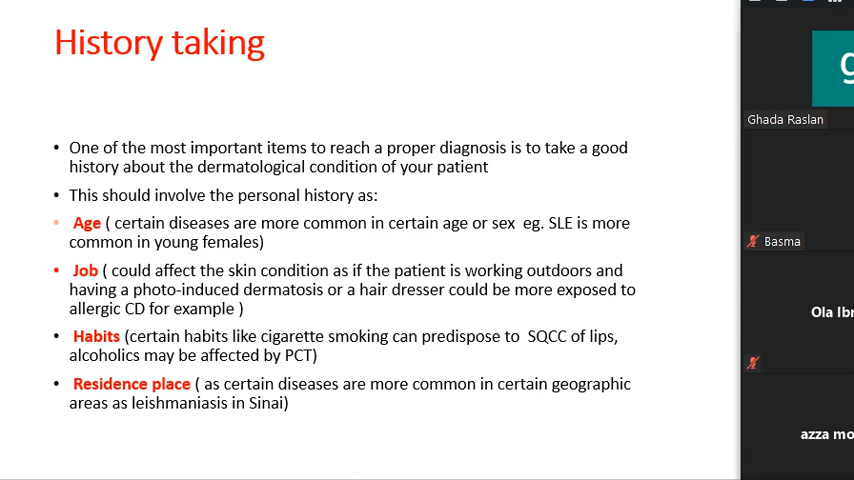 History taking
• One of the most important items to reach a proper diagnosis is to take a good
history about the dermatological condition of your patient
• This should involve the personal history as:
• Age ( certain diseases are more common in certain age or sex eg. SLE is more
common in young females)
• Job ( could affect the skin condition as if the patient is working outdoors and
having a photo-induced dermatosis or a hair dresser could be more exposed to
allergic CD for example )
• Habits (certain habits like cigarette smoking can predispose to SQCC of lips,
alcoholics may be affected by PCT)
• Residence place ( as certain diseases are more common in certain geographic
areas as leishmaniasis in Sinai)
g
Ghada Raslan
Basma
Ola Ibr
azza mo